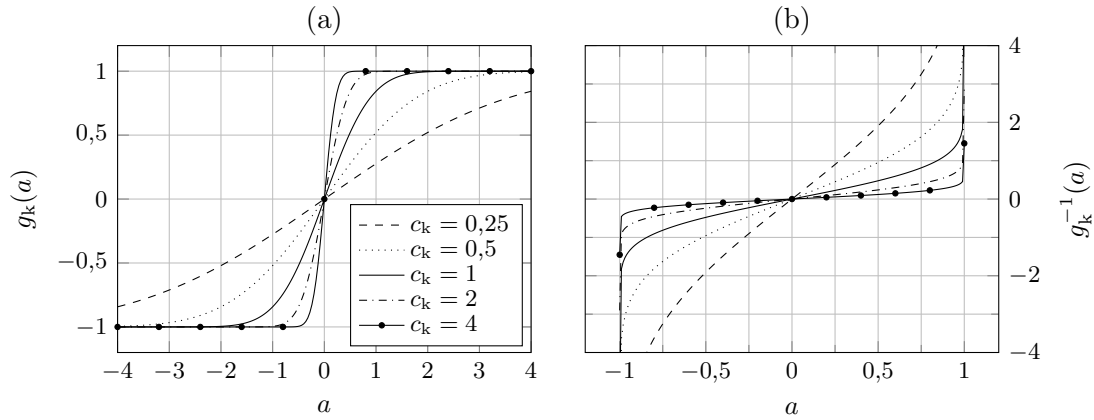 (a)
1
0,5
0
−0,5
−1
−4 −3 −2 −1 0 1 2 3 4
g_k(a)
a
c_k = 0,25
c_k = 0,5
c_k = 1
c_k = 2
c_k = 4
(b)
4
2
0
−2
−4
−1 −0,5 0 0,5 1
g_k^{−1}(a)
a